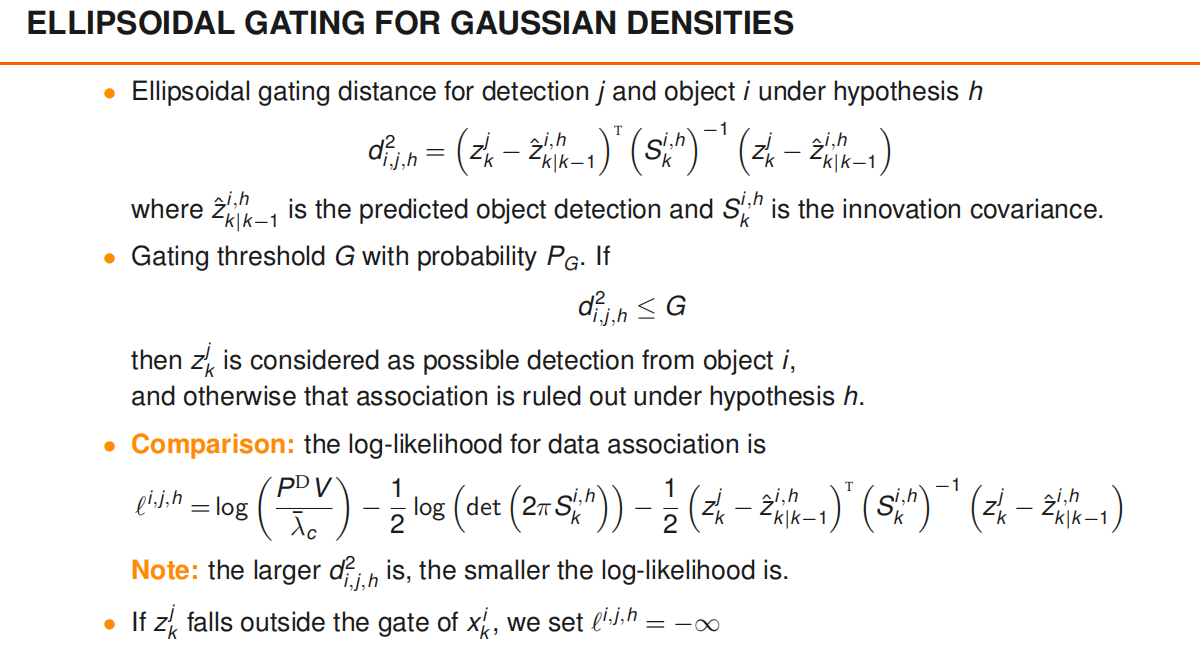 ELLIPSOIDAL GATING FOR GAUSSIAN DENSITIES
• Ellipsoidal gating distance for detection j and object i under hypothesis h
$d^2_{i,j,h} = \left(z^j_k - \hat{z}^{i,h}_{k|k-1}\right)^{\mathrm{T}} \left(S^{i,h}_k\right)^{-1} \left(z^j_k - \hat{z}^{i,h}_{k|k-1}\right)$
where $\hat{z}^{i,h}_{k|k-1}$ is the predicted object detection and $S^{i,h}_k$ is the innovation covariance.
• Gating threshold G with probability $P_G$. If
$d^2_{i,j,h} \leq G$
then $z^j_k$ is considered as possible detection from object i,
and otherwise that association is ruled out under hypothesis h.
• Comparison: the log-likelihood for data association is
$\ell^{i,j,h} = \log\left(\frac{P^{\mathrm{D}} V}{\bar{\lambda}_c}\right) - \frac{1}{2} \log\left(\det\left(2\pi S^{i,h}_k\right)\right) - \frac{1}{2} \left(z^j_k - \hat{z}^{i,h}_{k|k-1}\right)^{\mathrm{T}} \left(S^{i,h}_k\right)^{-1} \left(z^j_k - \hat{z}^{i,h}_{k|k-1}\right)$
Note: the larger $d^2_{i,j,h}$ is, the smaller the log-likelihood is.
• If $z^j_k$ falls outside the gate of $x^i_k$, we set $\ell^{i,j,h} = -\infty$